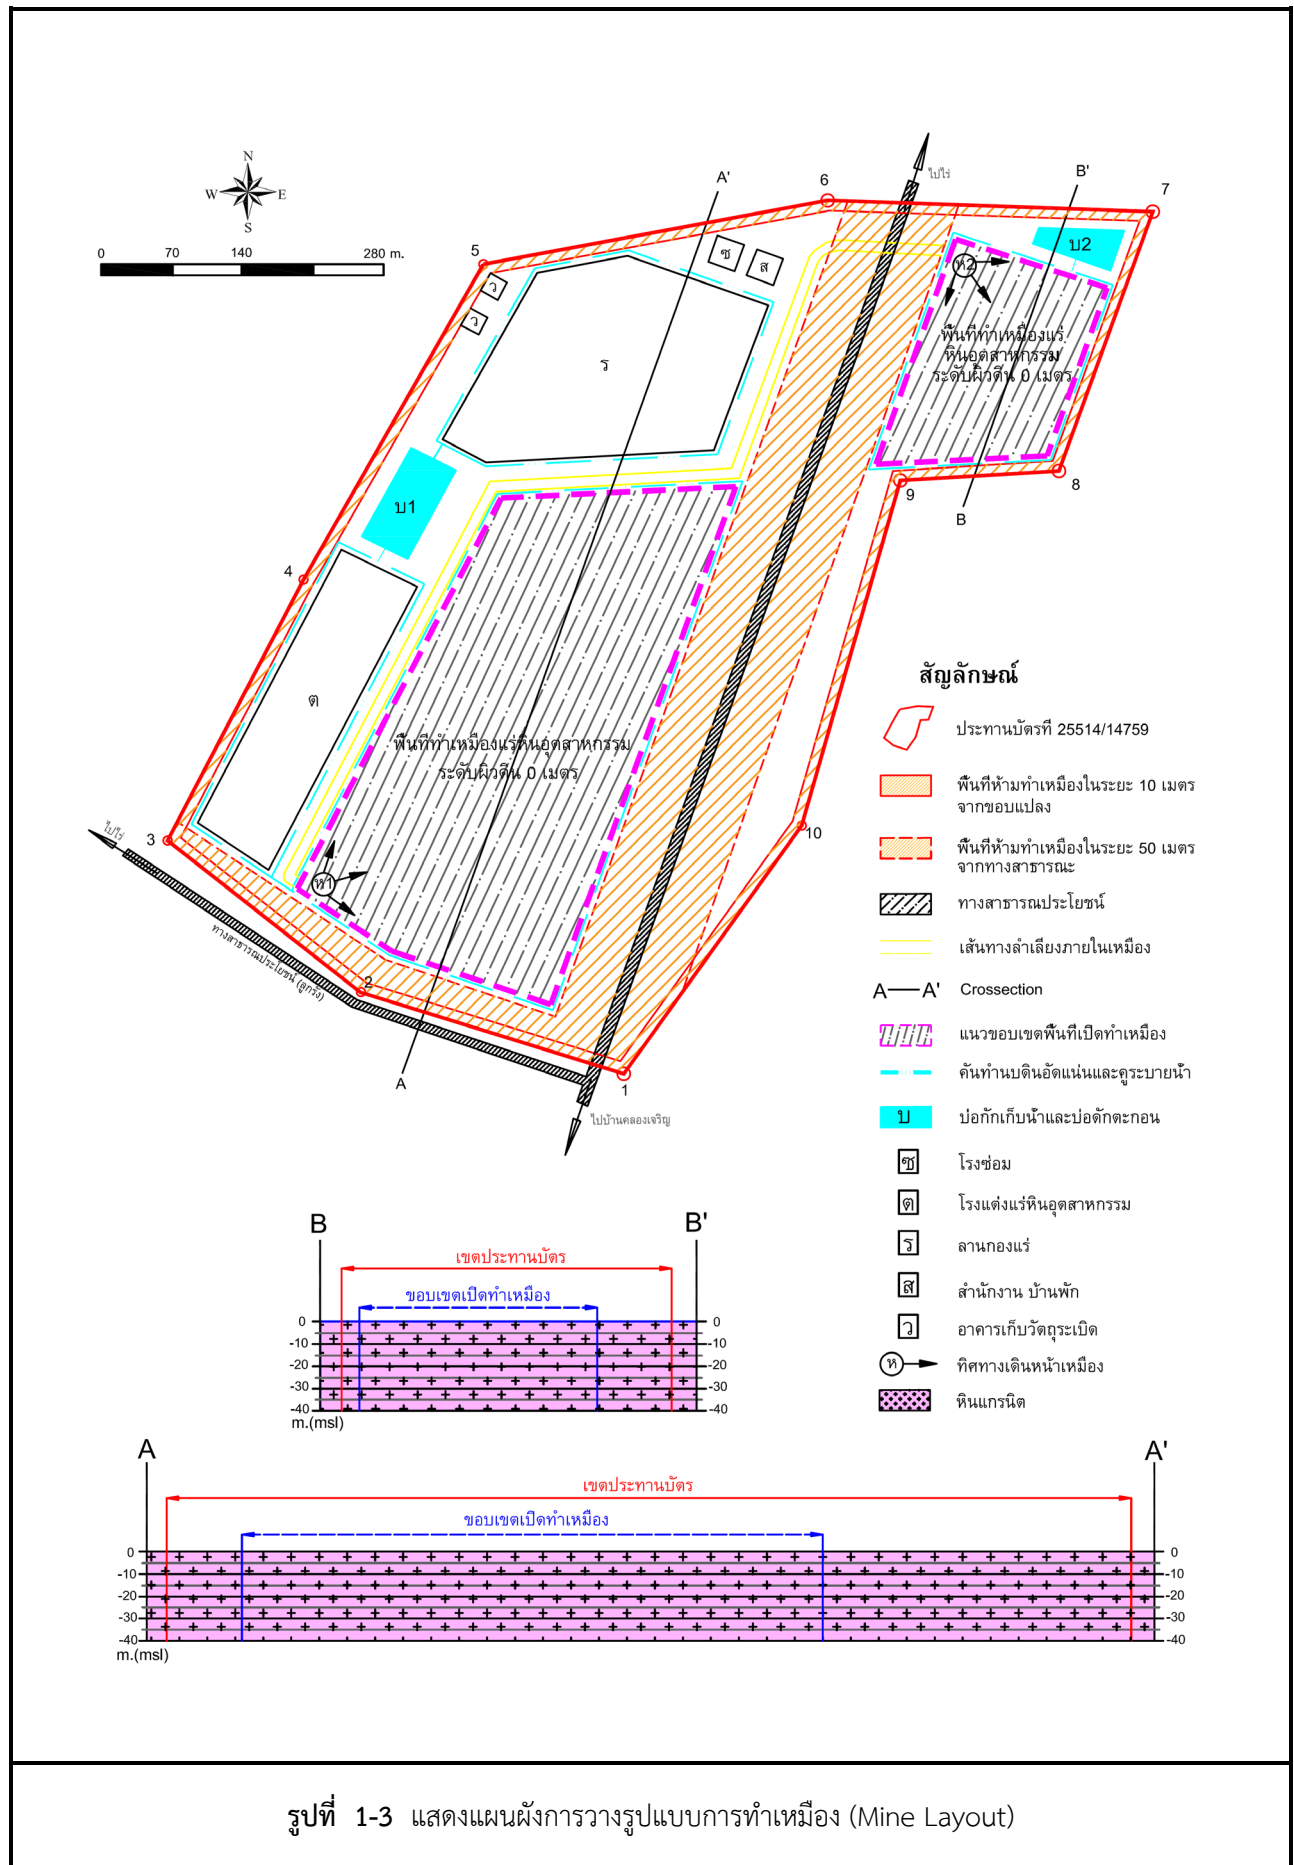 N
W E
S
0 70 140 280 m.
A'
6
ไปไร่
B'
7
5
ซ
ส
บ2
ว
ว
ห2
ร
พื้นที่ทำเหมืองแร่
หินอุตสาหกรรม
ระดับผิวดิน 0 เมตร
บ1
9
8
B
4
ต
พื้นที่ทำเหมืองแร่หินอุตสาหกรรม
ระดับผิวดิน 0 เมตร
ไปไร่
3
10
ห1
ทางสาธารณประโยชน์ (ลูกรัง)
2
A
1
ไปบ้านคลองเจริญ
สัญลักษณ์
ประทานบัตรที่ 25514/14759
พื้นที่ห้ามทำเหมืองในระยะ 10 เมตร
จากขอบแปลง
พื้นที่ห้ามทำเหมืองในระยะ 50 เมตร
จากทางสาธารณะ
ทางสาธารณประโยชน์
เส้นทางลำเลียงภายในเหมือง
A A' Crossection
แนวขอบเขตพื้นที่เปิดทำเหมือง
คันทำนบดินอัดแน่นและคูระบายน้ำ
บ บ่อกักเก็บน้ำและบ่อดักตะกอน
ซ โรงซ่อม
ต โรงแต่งแร่หินอุตสาหกรรม
ร ลานกองแร่
ส สำนักงาน บ้านพัก
ว อาคารเก็บวัตถุระเบิด
ห ทิศทางเดินหน้าเหมือง
หินแกรนิต
B B'
เขตประทานบัตร
ขอบเขตเปิดทำเหมือง
0 0
-10 -10
-20 -20
-30 -30
-40 -40
m.(msl)
A A'
เขตประทานบัตร
ขอบเขตเปิดทำเหมือง
0 0
-10 -10
-20 -20
-30 -30
-40 -40
m.(msl)
รูปที่ 1-3 แสดงแผนผังการวางรูปแบบการทำเหมือง (Mine Layout)